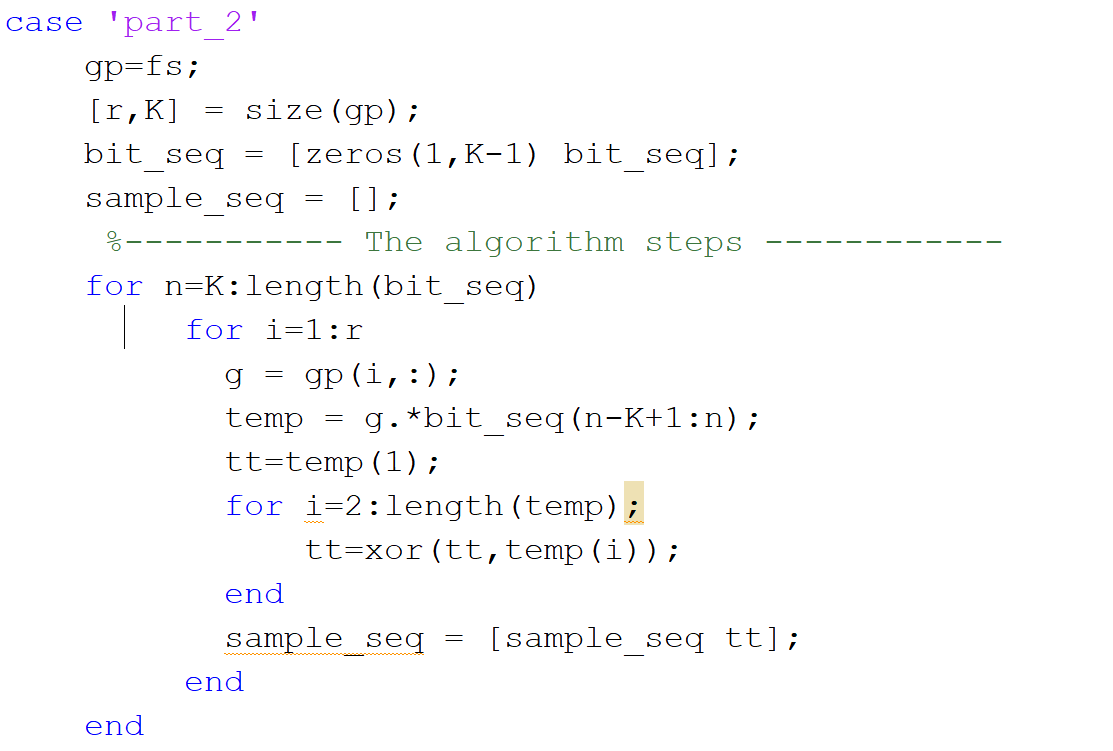 case 'part_2'
gp=fs;
[r,K] = size(gp);
bit_seq = [zeros(1,K-1) bit_seq];
sample_seq = [];
%----------- The algorithm steps ------------
for n=K:length(bit_seq)
for i=1:r
g = gp(i,:);
temp = g.*bit_seq(n-K+1:n);
tt=temp(1);
for i=2:length(temp);
tt=xor(tt,temp(i));
end
sample_seq = [sample_seq tt];
end
end